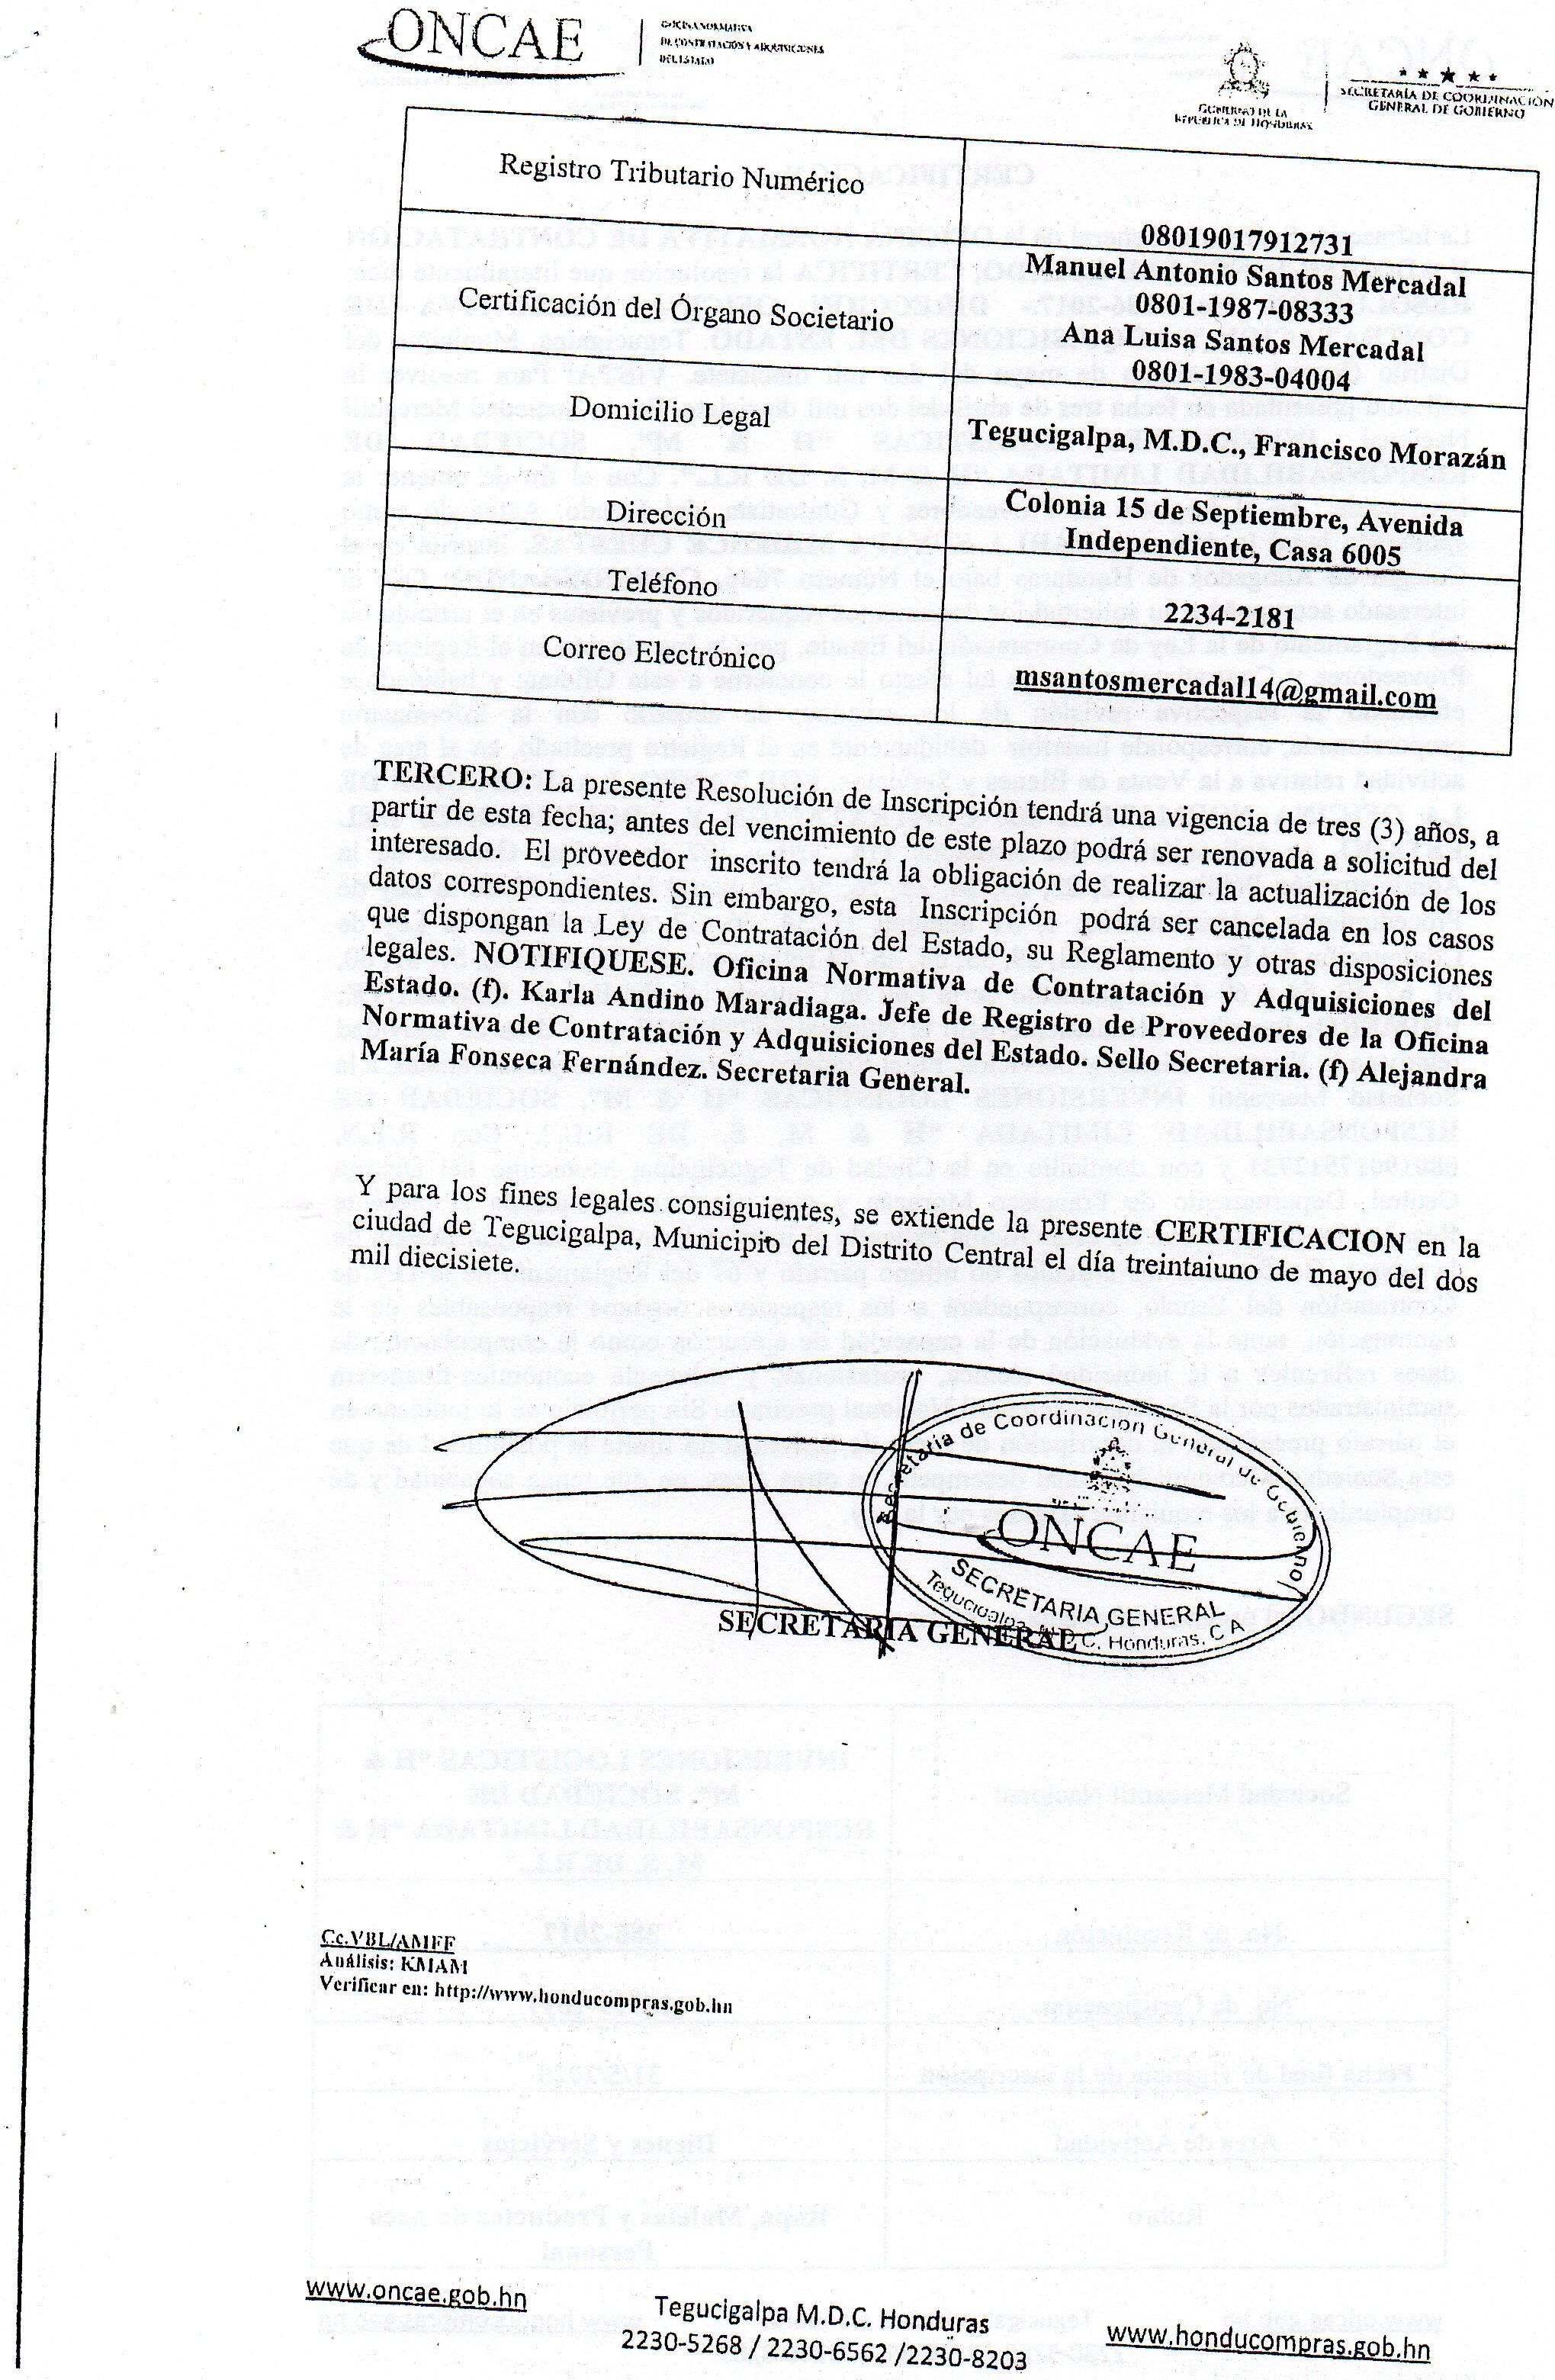 ONCAE
OFICINA NORMATIVA
DE CONTRATACIÓN Y ADQUISICIONES
DEL ESTADO
GOBIERNO DE LA
REPÚBLICA DE HONDURAS
★ ★ ★ ★ ★
SECRETARÍA DE COORDINACIÓN
GENERAL DE GOBIERNO
Registro Tributario Numérico
08019017912731
Certificación del Órgano Societario
Manuel Antonio Santos Mercadal
0801-1987-08333
Ana Luisa Santos Mercadal
0801-1983-04004
Domicilio Legal
Tegucigalpa, M.D.C., Francisco Morazán
Dirección
Colonia 15 de Septiembre, Avenida
Independiente, Casa 6005
Teléfono
2234-2181
Correo Electrónico
msantosmercadal14@gmail.com
TERCERO: La presente Resolución de Inscripción tendrá una vigencia de tres (3) años, a
partir de esta fecha; antes del vencimiento de este plazo podrá ser renovada a solicitud del
interesado. El proveedor inscrito tendrá la obligación de realizar la actualización de los
datos correspondientes. Sin embargo, esta Inscripción podrá ser cancelada en los casos
que dispongan la Ley de Contratación del Estado, su Reglamento y otras disposiciones
legales. NOTIFIQUESE. Oficina Normativa de Contratación y Adquisiciones del
Estado. (f). Karla Andino Maradiaga. Jefe de Registro de Proveedores de la Oficina
Normativa de Contratación y Adquisiciones del Estado. Sello Secretaria. (f) Alejandra
María Fonseca Fernández. Secretaria General.
Y para los fines legales consiguientes, se extiende la presente CERTIFICACION en la
ciudad de Tegucigalpa, Municipio del Distrito Central el día treintaiuno de mayo del dos
mil diecisiete.
Secretaria de Coordinacion General de Gobierno
ONCAE
SECRETARIA GENERAL
Tegucigalpa, M.D.C. Honduras. C A
SECRETARIA GENERAL
Cc.VBL/AMFF
Análisis: KMAM
Verificar en: http://www.honducompras.gob.hn
www.oncae.gob.hn
Tegucigalpa M.D.C. Honduras
2230-5268 / 2230-6562 /2230-8203
www.honducompras.gob.hn